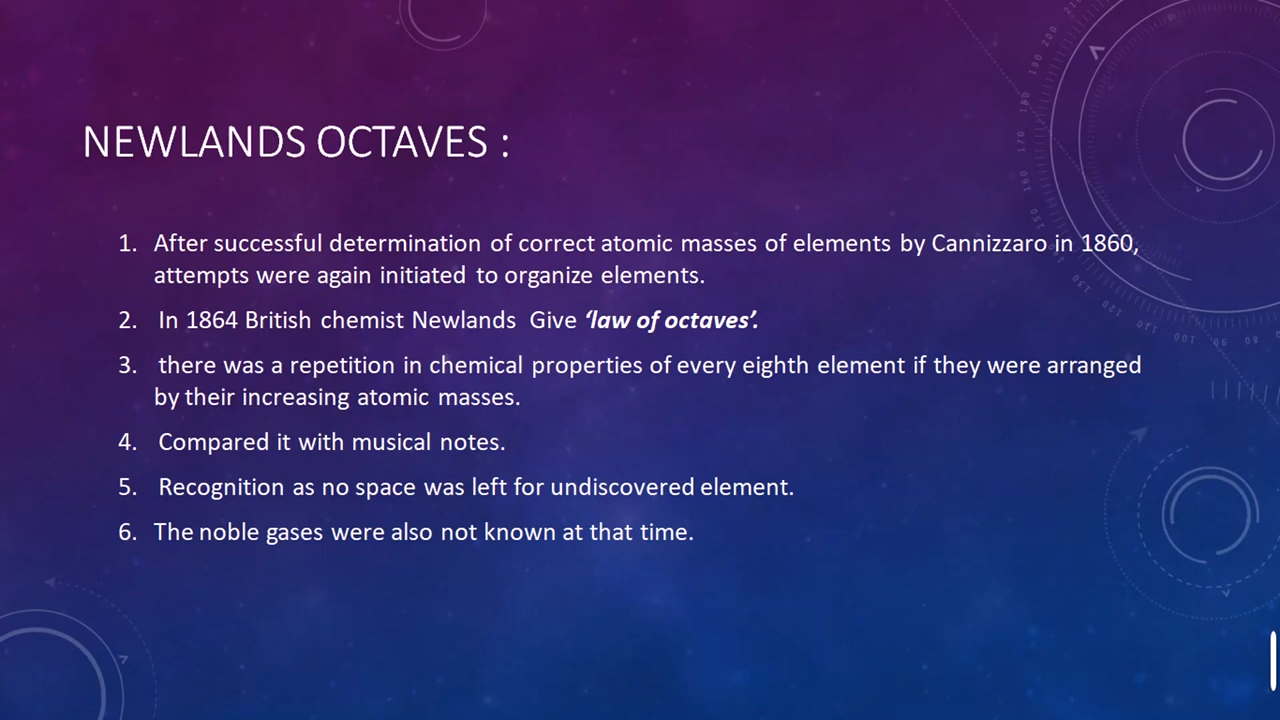 NEWLANDS OCTAVES :
1. After successful determination of correct atomic masses of elements by Cannizzaro in 1860,
attempts were again initiated to organize elements.
2. In 1864 British chemist Newlands Give ‘law of octaves’.
3. there was a repetition in chemical properties of every eighth element if they were arranged
by their increasing atomic masses.
4. Compared it with musical notes.
5. Recognition as no space was left for undiscovered element.
6. The noble gases were also not known at that time.